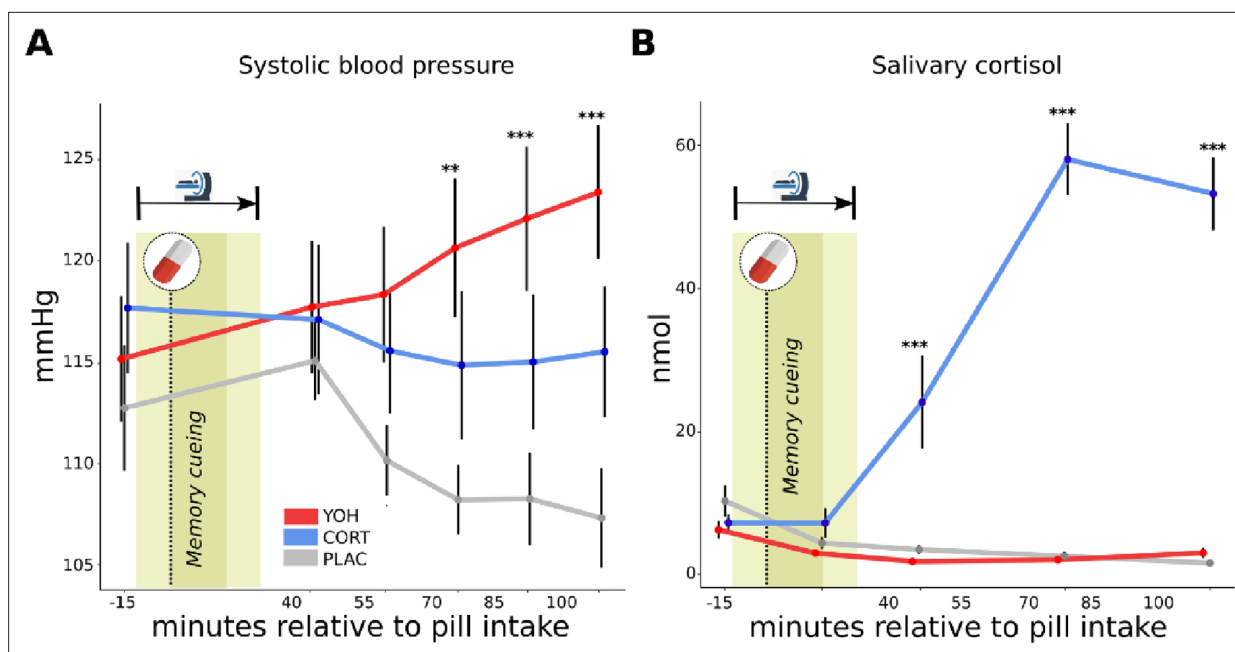 A
Systolic blood pressure
***
***
**
125
120
115
110
105
mmHg
Memory cueing
YOH
CORT
PLAC
-15 40 55 70 85 100
minutes relative to pill intake
B
Salivary cortisol
***
***
***
60
40
20
0
nmol
Memory cueing
-15 40 55 70 85 100
minutes relative to pill intake